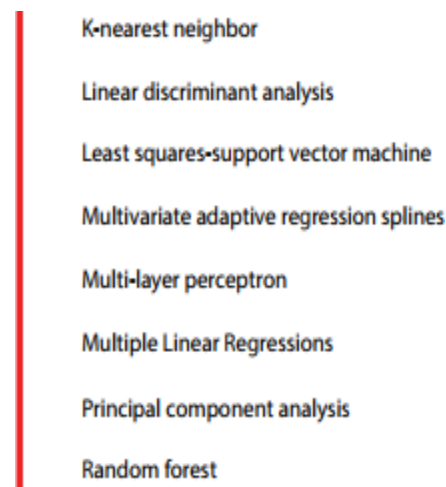 K-nearest neighbor
Linear discriminant analysis
Least squares-support vector machine
Multivariate adaptive regression splines
Multi-layer perceptron
Multiple Linear Regressions
Principal component analysis
Random forest